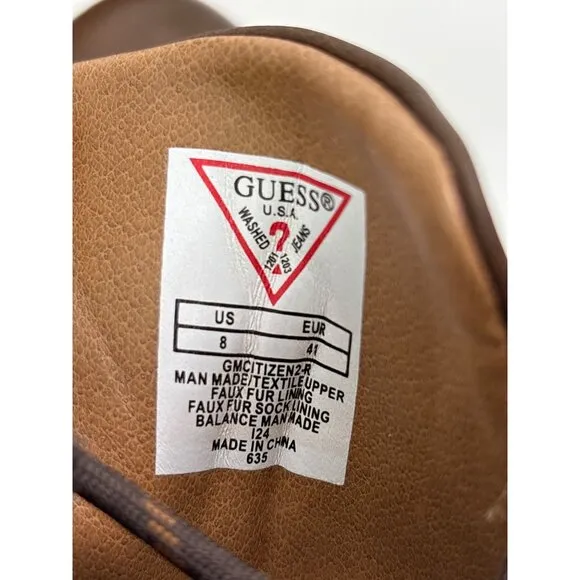 GUESS®
U.S.A.
WASHED ? JEANS
1201 1203
US EUR
8 41
GMCITIZEN2-R
MAN MADE/TEXTILE UPPER
FAUX FUR LINING
FAUX FUR SOCK LINING
BALANCE MAN MADE
I24
MADE IN CHINA
635